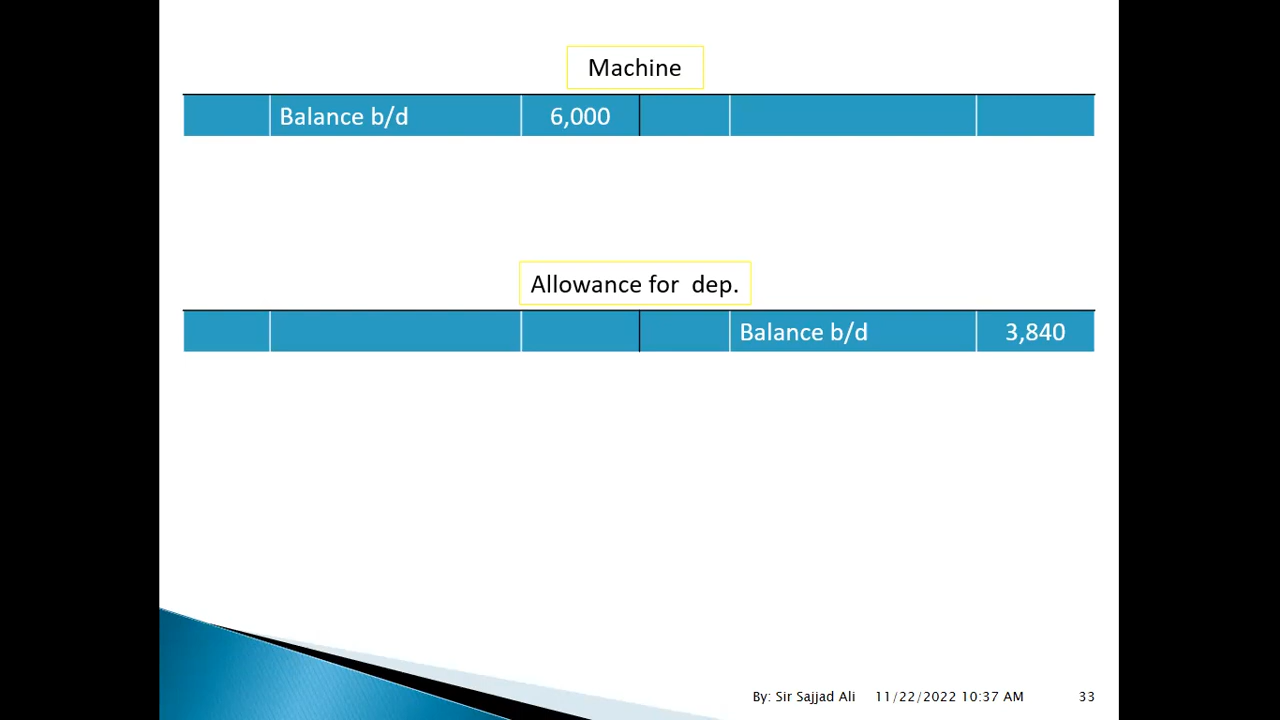 Machine
Balance b/d 6,000
Allowance for dep.
Balance b/d 3,840
By: Sir Sajjad Ali 11/22/2022 10:37 AM 33